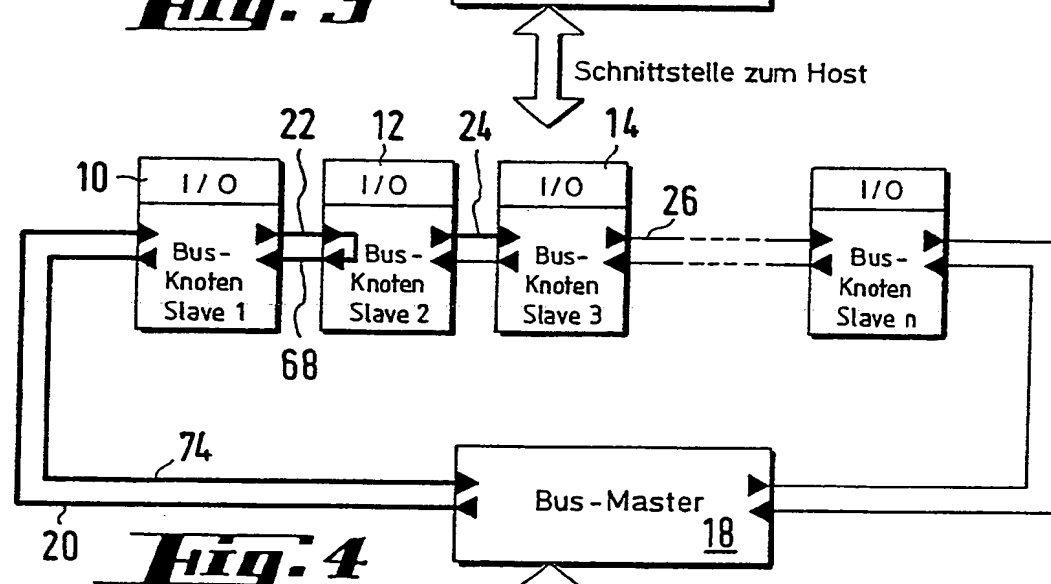 Fig. 3
Schnittstelle zum Host
22
12
24
14
10
I/O
I/O
I/O
I/O
26
Bus-
Knoten
Slave 1
Bus-
Knoten
Slave 2
Bus-
Knoten
Slave 3
Bus-
Knoten
Slave n
68
74
Bus-Master
18
20
Fig. 4